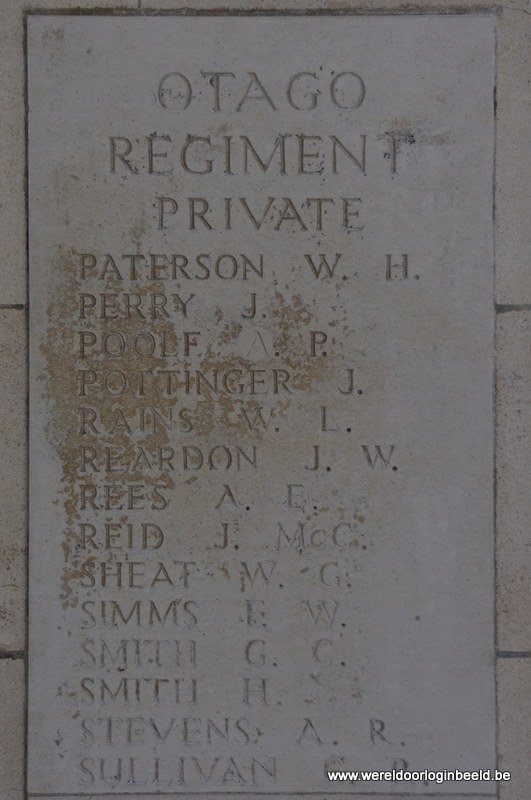 OTAGO
REGIMENT
PRIVATE
PATERSON W. H.
PERRY J.
POOLE A. P.
POTTINGER J.
RAINS W. L.
REARDON J. W.
REES A. E.
REID J. McC.
SHEAT W. G.
SIMMS F. W.
SMITH G. C.
SMITH H.
STEVENS A. R.
SULLIVAN
www.wereldoorloginbeeld.be